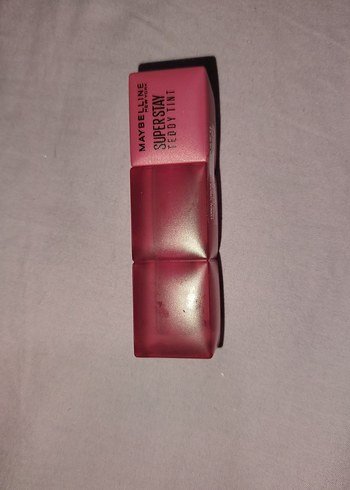 MAYBELLINE
NEW YORK
SUPERSTAY
TEDDY TINT